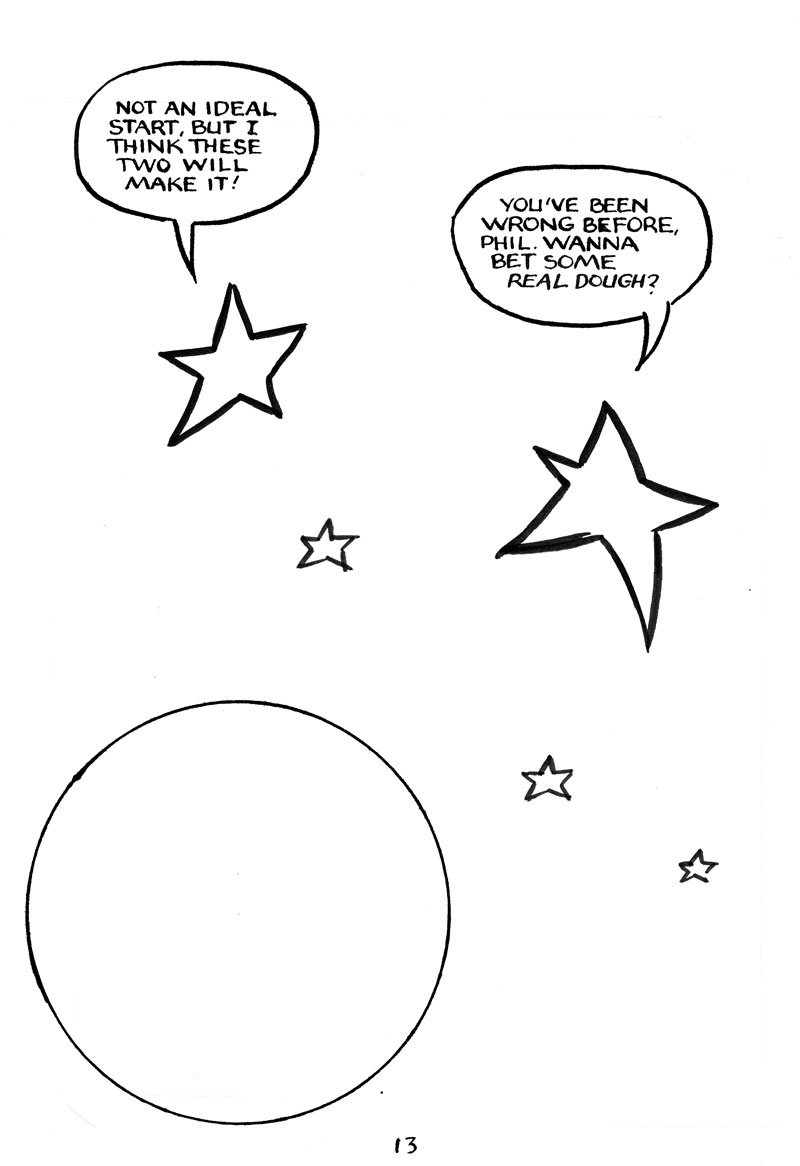 NOT AN IDEAL
START, BUT I
THINK THESE
TWO WILL
MAKE IT!
YOU'VE BEEN
WRONG BEFORE,
PHIL. WANNA
BET SOME
REAL DOUGH?
13